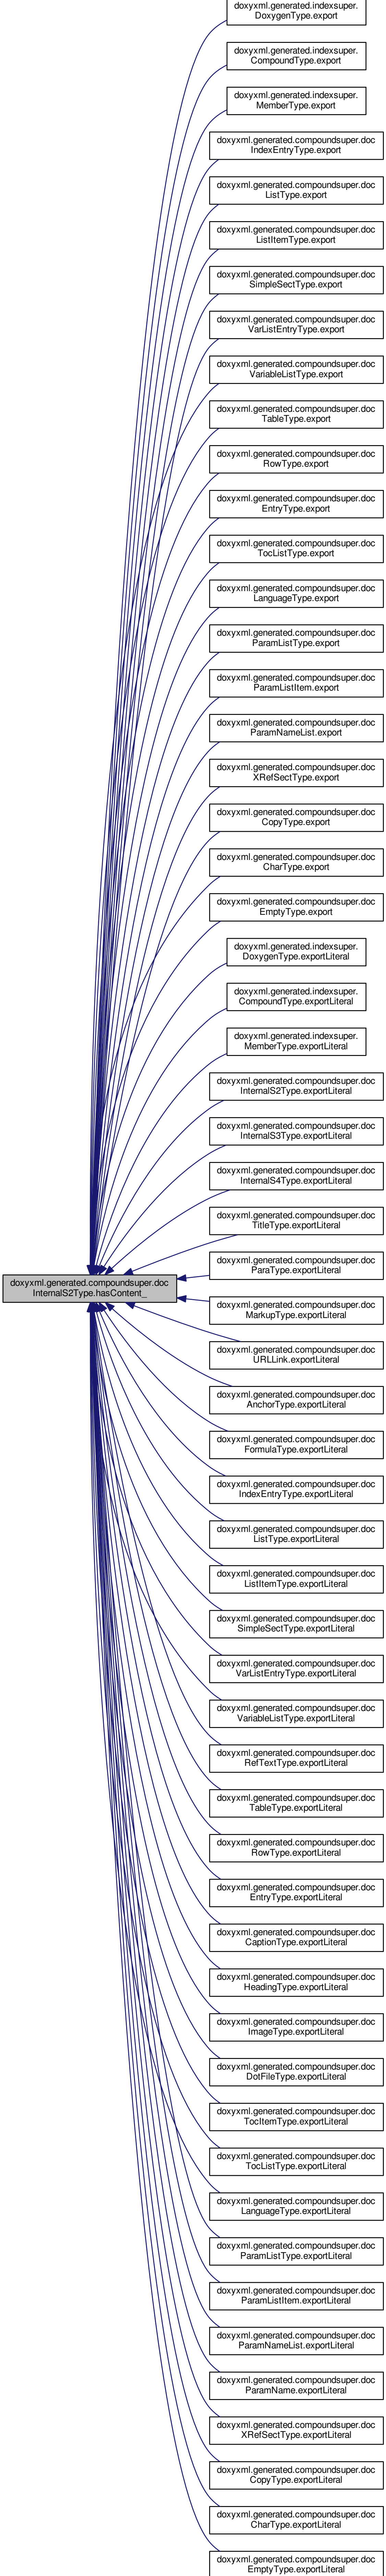 doxyxml.generated.indexsuper.
DoxygenType.export
doxyxml.generated.indexsuper.
CompoundType.export
doxyxml.generated.indexsuper.
MemberType.export
doxyxml.generated.compoundsuper.doc
IndexEntryType.export
doxyxml.generated.compoundsuper.doc
ListType.export
doxyxml.generated.compoundsuper.doc
ListItemType.export
doxyxml.generated.compoundsuper.doc
SimpleSectType.export
doxyxml.generated.compoundsuper.doc
VarListEntryType.export
doxyxml.generated.compoundsuper.doc
VariableListType.export
doxyxml.generated.compoundsuper.doc
TableType.export
doxyxml.generated.compoundsuper.doc
RowType.export
doxyxml.generated.compoundsuper.doc
EntryType.export
doxyxml.generated.compoundsuper.doc
TocListType.export
doxyxml.generated.compoundsuper.doc
LanguageType.export
doxyxml.generated.compoundsuper.doc
ParamListType.export
doxyxml.generated.compoundsuper.doc
ParamListItem.export
doxyxml.generated.compoundsuper.doc
ParamNameList.export
doxyxml.generated.compoundsuper.doc
XRefSectType.export
doxyxml.generated.compoundsuper.doc
CopyType.export
doxyxml.generated.compoundsuper.doc
CharType.export
doxyxml.generated.compoundsuper.doc
EmptyType.export
doxyxml.generated.indexsuper.
DoxygenType.exportLiteral
doxyxml.generated.indexsuper.
CompoundType.exportLiteral
doxyxml.generated.indexsuper.
MemberType.exportLiteral
doxyxml.generated.compoundsuper.doc
InternalS2Type.exportLiteral
doxyxml.generated.compoundsuper.doc
InternalS3Type.exportLiteral
doxyxml.generated.compoundsuper.doc
InternalS4Type.exportLiteral
doxyxml.generated.compoundsuper.doc
TitleType.exportLiteral
doxyxml.generated.compoundsuper.doc
ParaType.exportLiteral
doxyxml.generated.compoundsuper.doc
InternalS2Type.hasContent_
doxyxml.generated.compoundsuper.doc
MarkupType.exportLiteral
doxyxml.generated.compoundsuper.doc
URLLink.exportLiteral
doxyxml.generated.compoundsuper.doc
AnchorType.exportLiteral
doxyxml.generated.compoundsuper.doc
FormulaType.exportLiteral
doxyxml.generated.compoundsuper.doc
IndexEntryType.exportLiteral
doxyxml.generated.compoundsuper.doc
ListType.exportLiteral
doxyxml.generated.compoundsuper.doc
ListItemType.exportLiteral
doxyxml.generated.compoundsuper.doc
SimpleSectType.exportLiteral
doxyxml.generated.compoundsuper.doc
VarListEntryType.exportLiteral
doxyxml.generated.compoundsuper.doc
VariableListType.exportLiteral
doxyxml.generated.compoundsuper.doc
RefTextType.exportLiteral
doxyxml.generated.compoundsuper.doc
TableType.exportLiteral
doxyxml.generated.compoundsuper.doc
RowType.exportLiteral
doxyxml.generated.compoundsuper.doc
EntryType.exportLiteral
doxyxml.generated.compoundsuper.doc
CaptionType.exportLiteral
doxyxml.generated.compoundsuper.doc
HeadingType.exportLiteral
doxyxml.generated.compoundsuper.doc
ImageType.exportLiteral
doxyxml.generated.compoundsuper.doc
DotFileType.exportLiteral
doxyxml.generated.compoundsuper.doc
TocItemType.exportLiteral
doxyxml.generated.compoundsuper.doc
TocListType.exportLiteral
doxyxml.generated.compoundsuper.doc
LanguageType.exportLiteral
doxyxml.generated.compoundsuper.doc
ParamListType.exportLiteral
doxyxml.generated.compoundsuper.doc
ParamListItem.exportLiteral
doxyxml.generated.compoundsuper.doc
ParamNameList.exportLiteral
doxyxml.generated.compoundsuper.doc
ParamName.exportLiteral
doxyxml.generated.compoundsuper.doc
XRefSectType.exportLiteral
doxyxml.generated.compoundsuper.doc
CopyType.exportLiteral
doxyxml.generated.compoundsuper.doc
CharType.exportLiteral
doxyxml.generated.compoundsuper.doc
EmptyType.exportLiteral